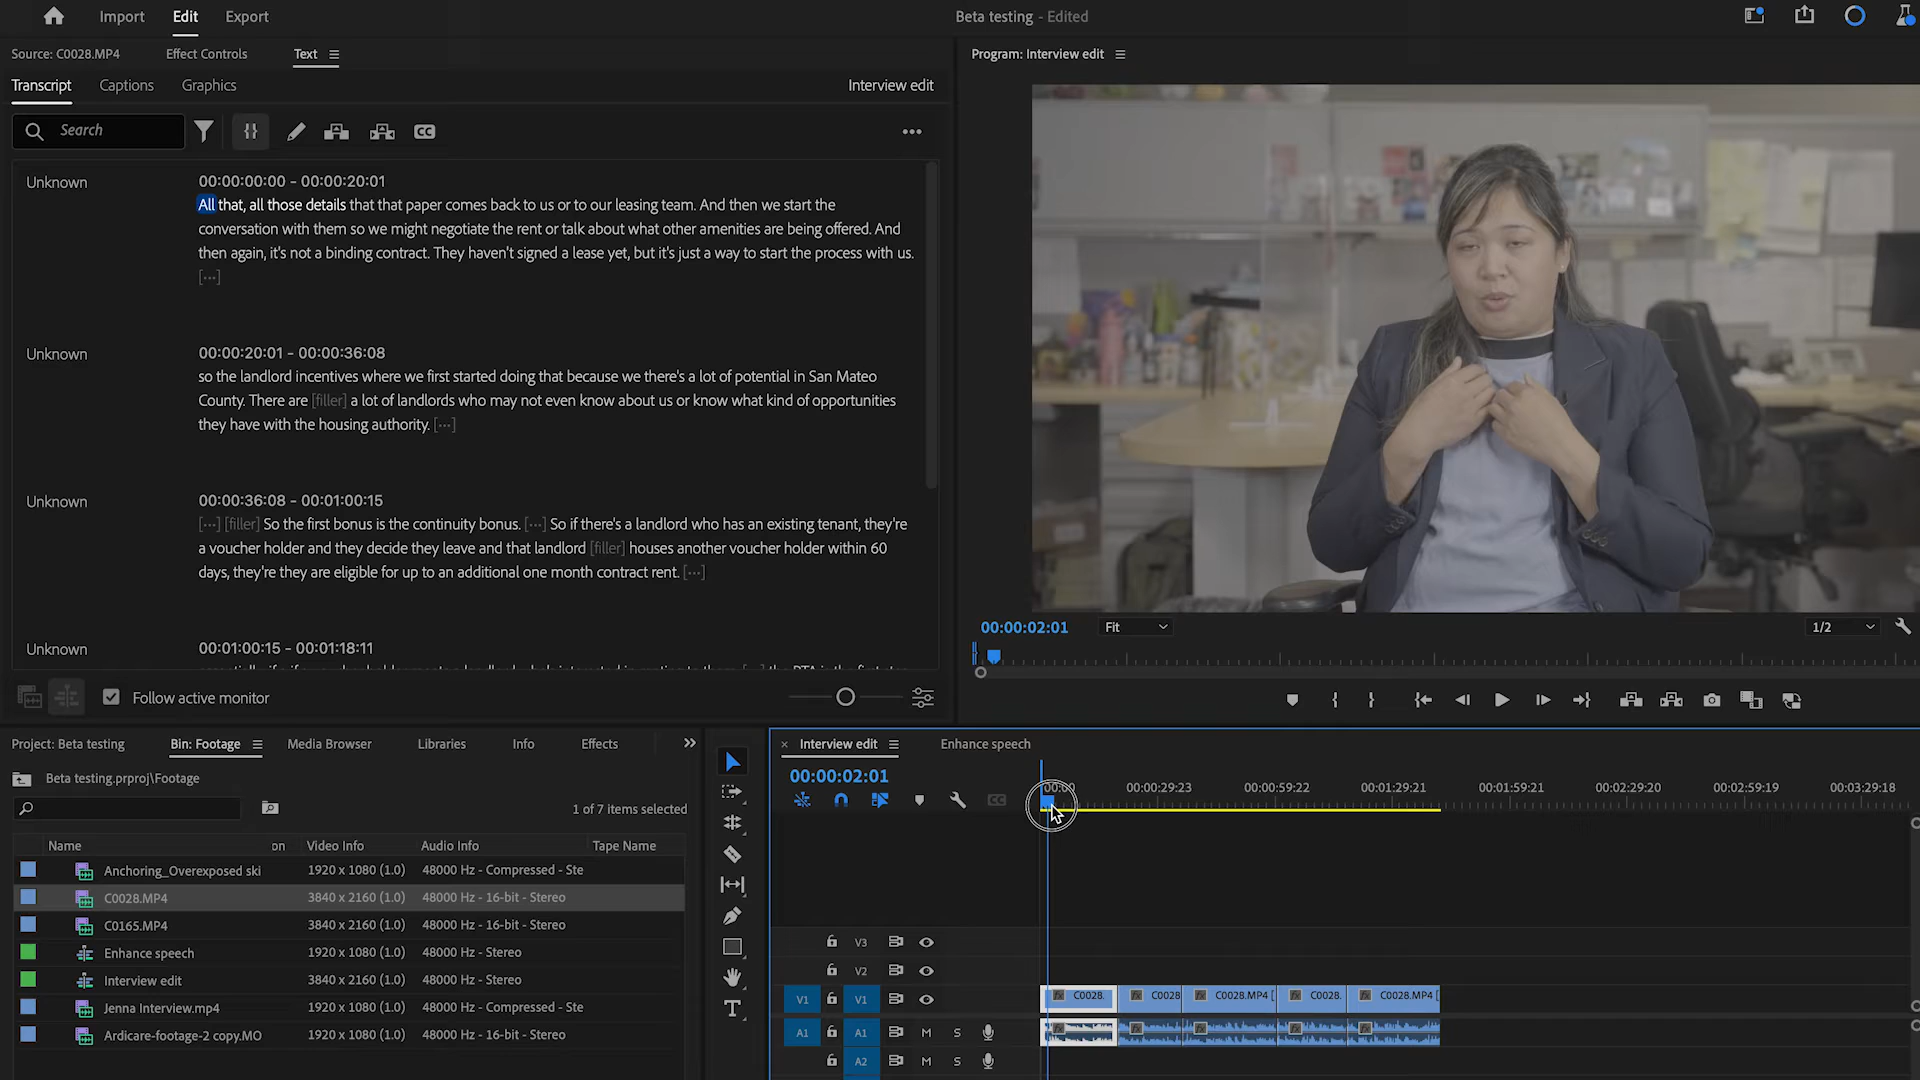 Import Edit Export
Beta testing - Edited
Source: C0028.MP4 Effect Controls Text
Program: Interview edit
Transcript Captions Graphics
Interview edit
Search
Unknown 00:00:00:00 - 00:00:20:01
All that, all those details that that paper comes back to us or to our leasing team. And then we start the
conversation with them so we might negotiate the rent or talk about what other amenities are being offered. And
then again, it's not a binding contract. They haven't signed a lease yet, but it's just a way to start the process with us.
[...]
Unknown 00:00:20:01 - 00:00:36:08
so the landlord incentives where we first started doing that because we there's a lot of potential in San Mateo
County. There are [filler] a lot of landlords who may not even know about us or know what kind of opportunities
they have with the housing authority. [...]
Unknown 00:00:36:08 - 00:01:00:15
[...] [filler] So the first bonus is the continuity bonus. [...] So if there's a landlord who has an existing tenant, they're
a voucher holder and they decide they leave and that landlord [filler] houses another voucher holder within 60
days, they're they are eligible for up to an additional one month contract rent. [...]
Unknown 00:01:00:15 - 00:01:18:11
Follow active monitor
00:00:02:01 Fit 1/2
Project: Beta testing Bin: Footage Media Browser Libraries Info Effects
Beta testing.prproj\Footage
1 of 7 items selected
Name on Video Info Audio Info Tape Name
Anchoring_Overexposed ski 1920 x 1080 (1.0) 48000 Hz - Compressed - Ste
C0028.MP4 3840 x 2160 (1.0) 48000 Hz - 16-bit - Stereo
C0165.MP4 3840 x 2160 (1.0) 48000 Hz - 16-bit - Stereo
Enhance speech 1920 x 1080 (1.0) 48000 Hz - Stereo
Interview edit 3840 x 2160 (1.0) 48000 Hz - Stereo
Jenna Interview.mp4 1920 x 1080 (1.0) 48000 Hz - Compressed - Ste
Ardicare-footage-2 copy.MO 1920 x 1080 (1.0) 48000 Hz - 16-bit - Stereo
Interview edit Enhance speech
00:00:02:01
00:00 00:00:29:23 00:00:59:22 00:01:29:21 00:01:59:21 00:02:29:20 00:02:59:19 00:03:29:18
V3
V2
V1 V1 fx C0028. fx C0028 fx C0028.MP4 [ fx C0028. fx C0028.MP4 [
A1 A1 M S fx fx fx fx fx
A2 M S